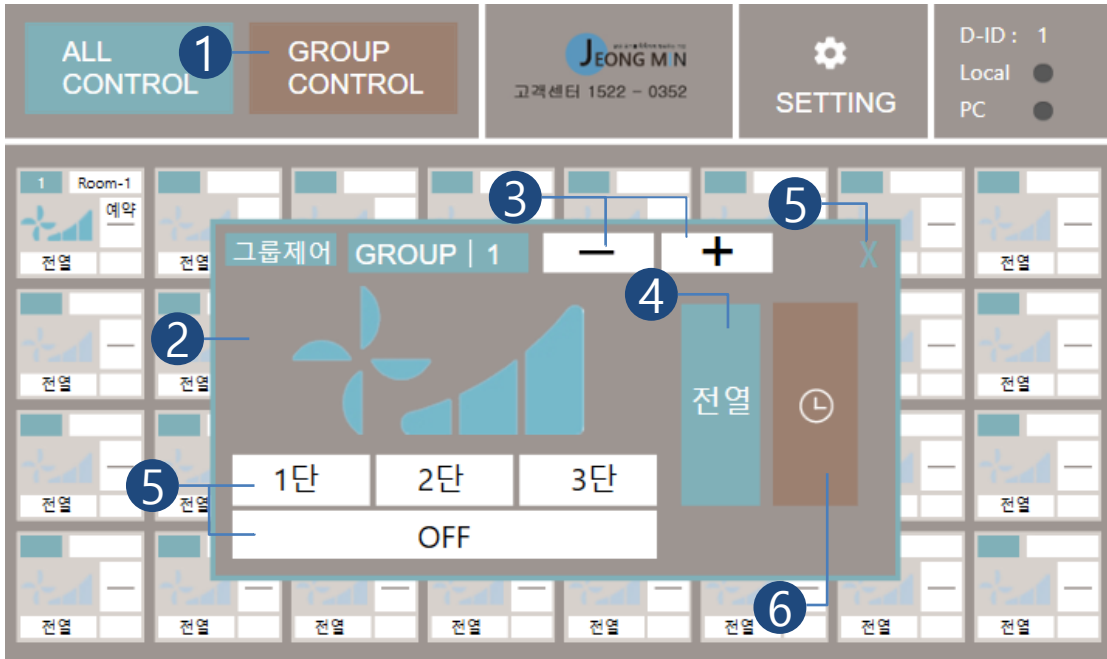 ALL
CONTROL
1
GROUP
CONTROL
JEONG MIN
고객센터 1522 – 0352
SETTING
D-ID : 1
Local
PC
1 Room-1
예약
전열
전열
전열
3
5
그룹제어 GROUP | 1 — + X
4
2
전열
전열
전열
5
1단 2단 3단
전열
전열
전열
OFF
6
전열 전열 전열 전열 전열 전열 전열 전열